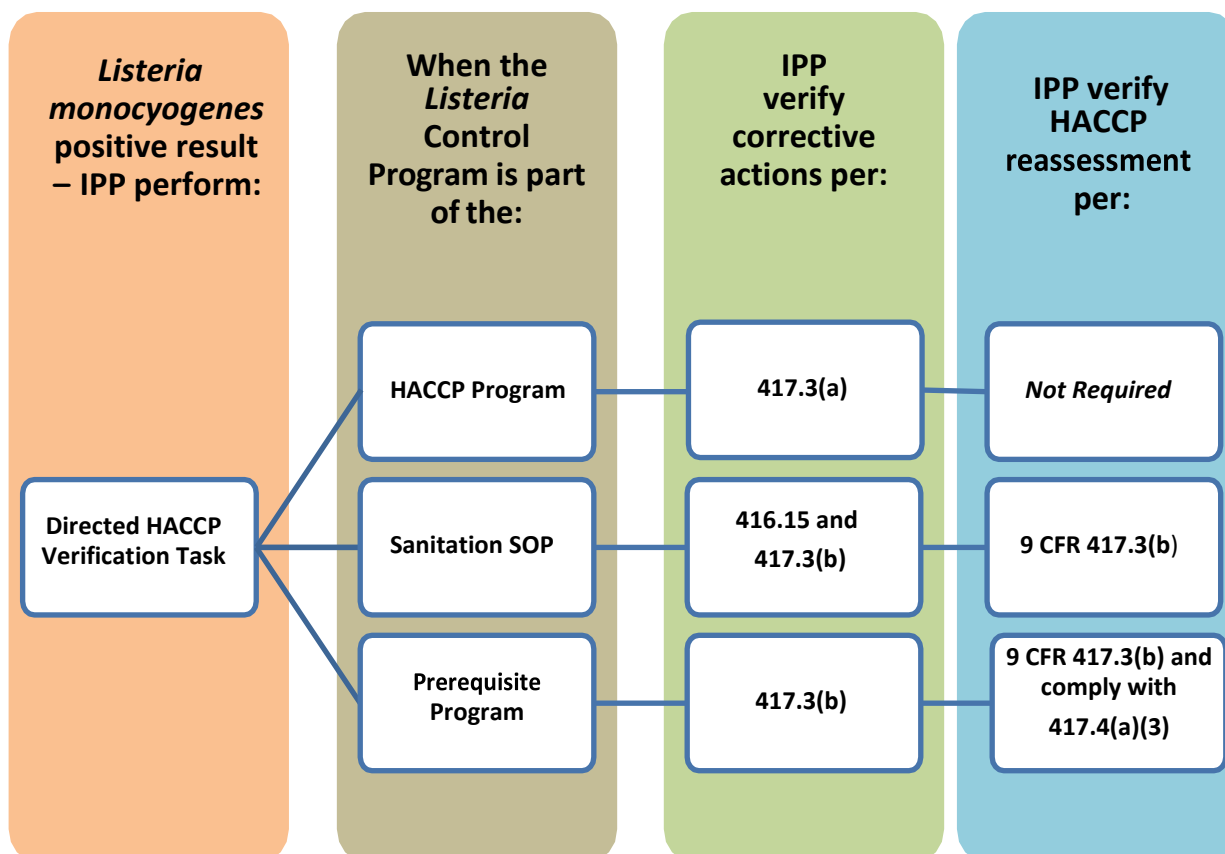 Listeria
monocyogenes
positive result
– IPP perform:
When the
Listeria
Control
Program is part
of the:
IPP
verify
corrective
actions per:
IPP verify
HACCP
reassessment
per:
Directed HACCP
Verification Task
HACCP Program
417.3(a)
Not Required
Sanitation SOP
416.15 and
417.3(b)
9 CFR 417.3(b)
Prerequisite
Program
417.3(b)
9 CFR 417.3(b) and
comply with
417.4(a)(3)